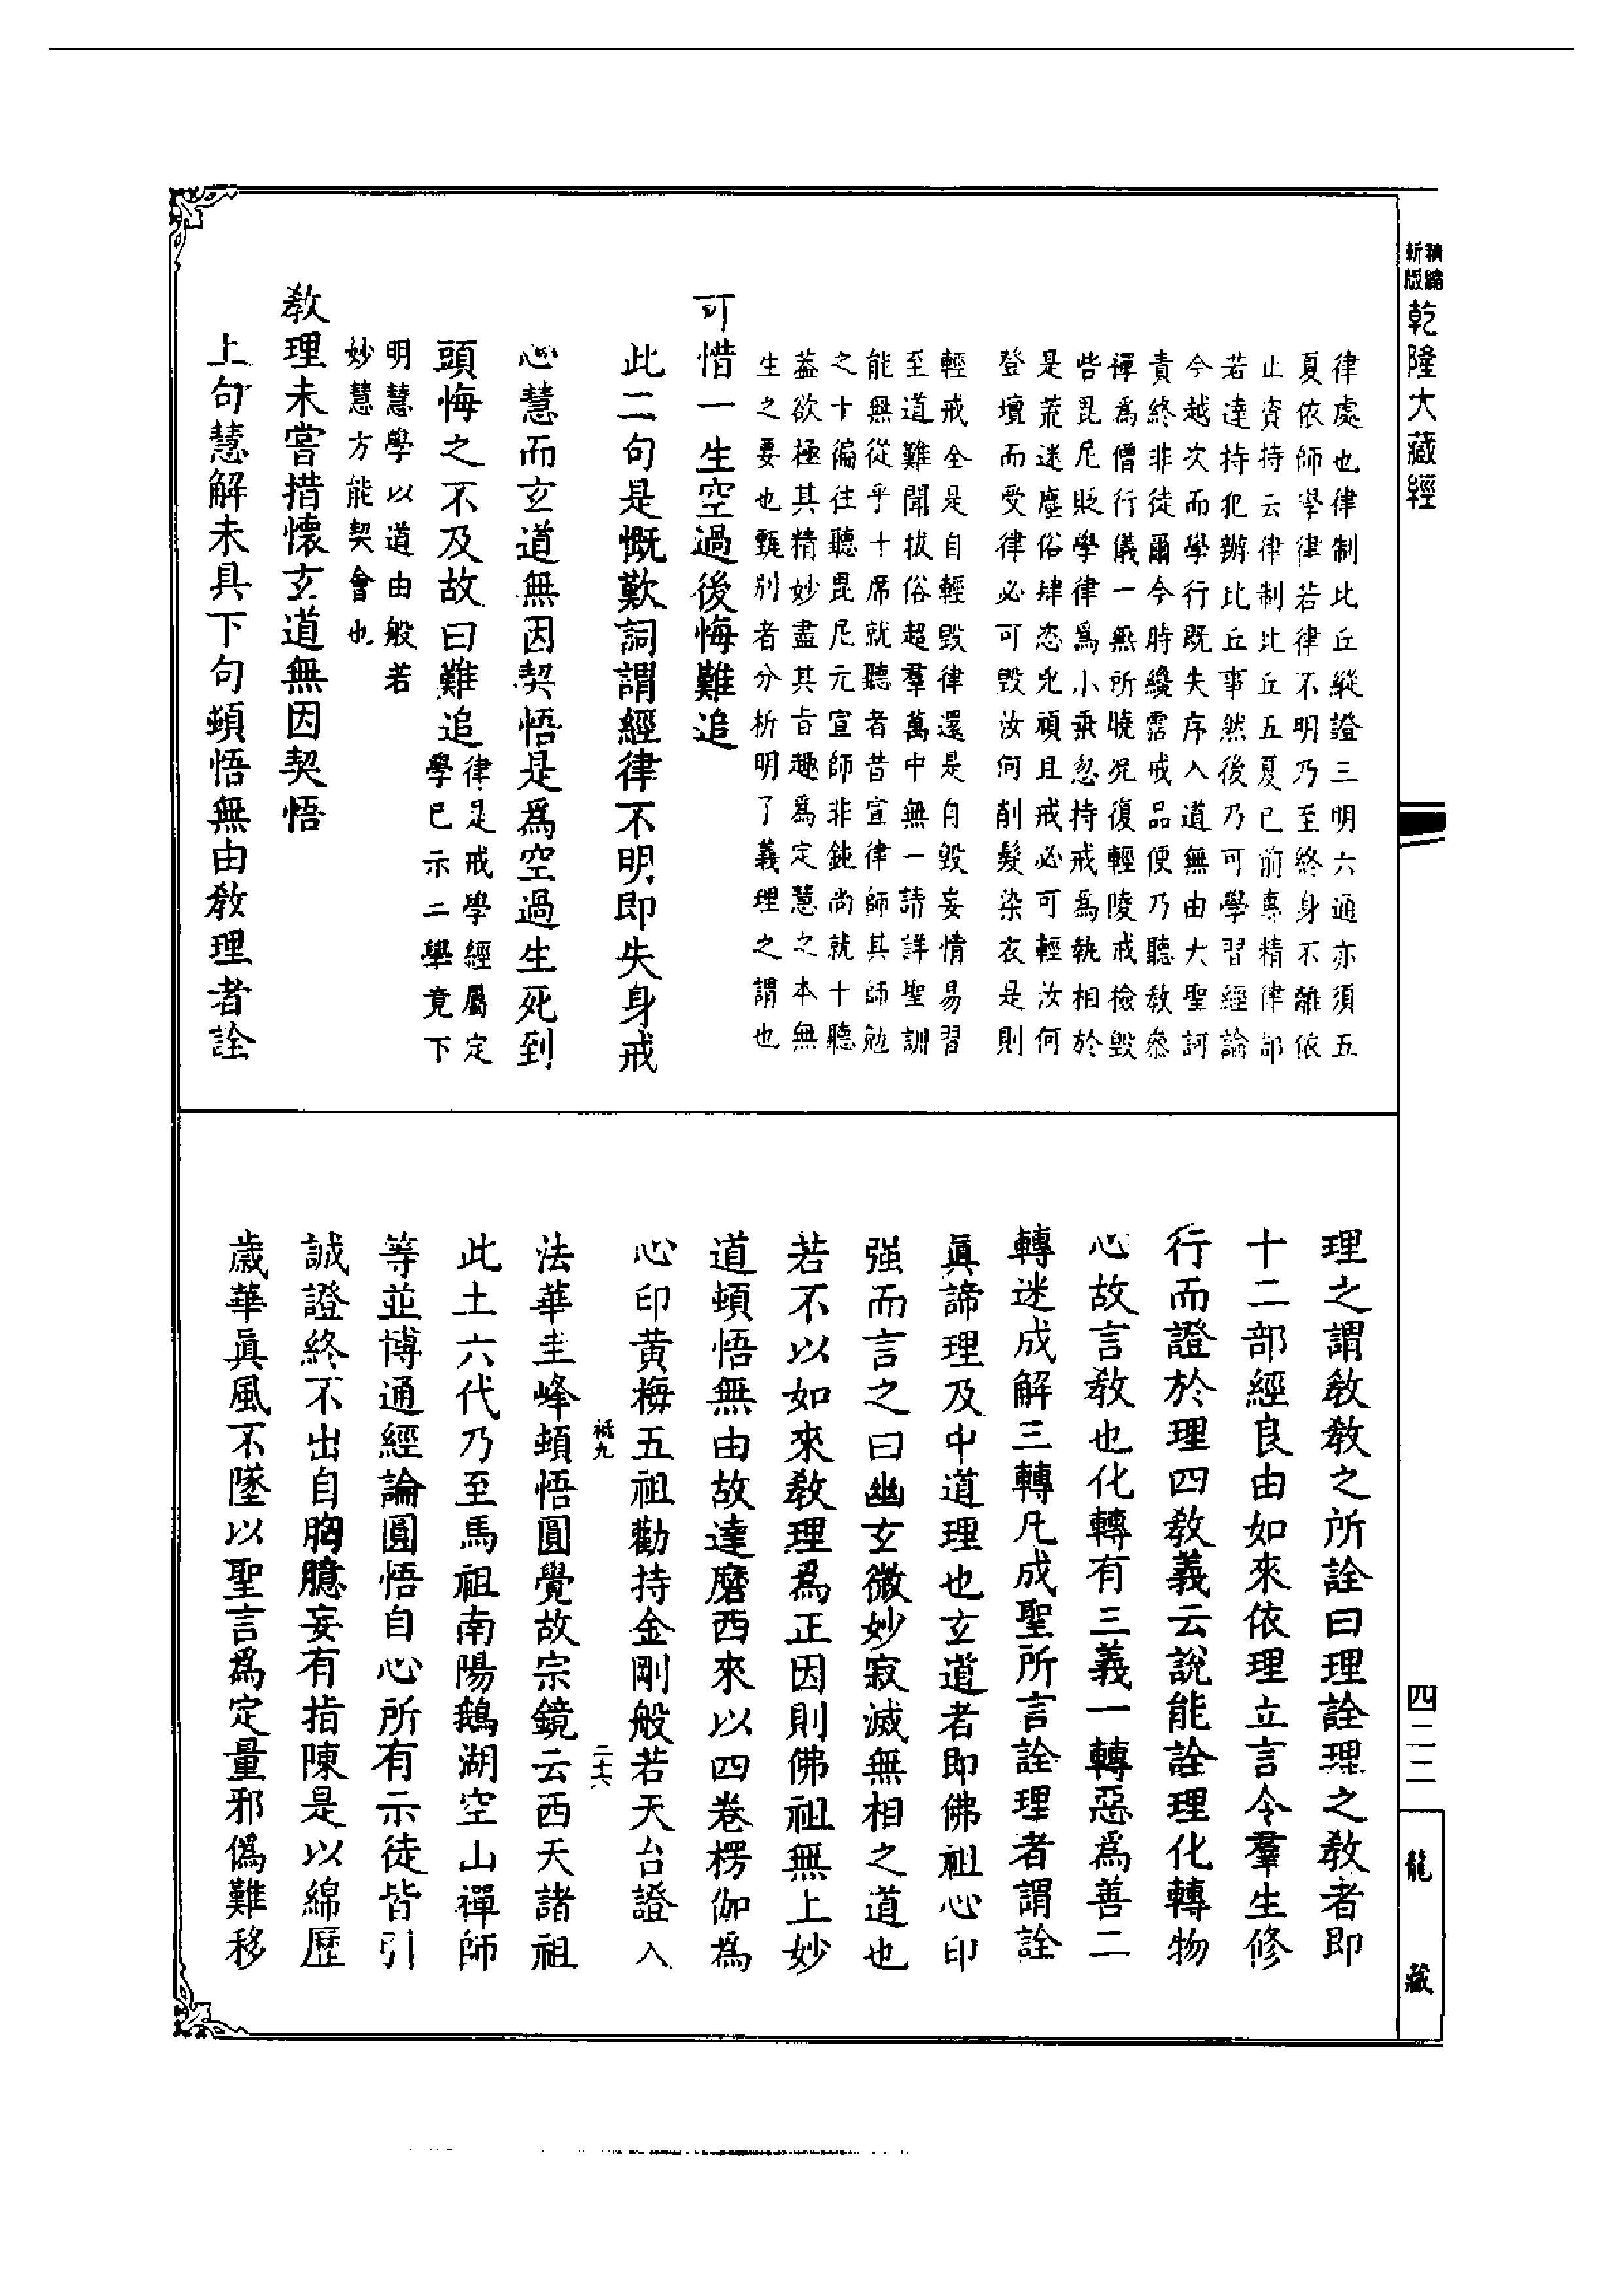 精縮
新版
乾隆大藏經
律處也律制比丘縱證三明六通亦須五
夏依師學律若律不明乃至終身不離依
止資持云律制比丘五夏已前專精律部
若達持犯辦比丘事然後乃可學習經論
今越次而學行既失序入道無由大聖訶
責終非徒爾今時纔霑戒品便乃聽教參
禪為僧行儀一無所曉況復輕陵戒檢毀
呰毘尼貶學律為小乘忽持戒為執相於
是荒迷塵俗肆恣兇頑且戒必可輕汝何
登壇而受律必可毀汝何削髮染衣是則
輕戒全是自輕毀律還是自毀妄情易習
至道難聞拔俗超羣萬中無一請詳聖訓
能無從乎十席就聽者昔宣律師其師勉
之十徧往聽毘尼元宣師非鈍尚就十聽
葢欲極其精妙盡其旨趣為定慧之本無
生之要也甄別者分析明了義理之謂也
可惜一生空過後悔難追
此二句是慨歎詞謂經律不明即失身戒
心慧而玄道無因契悟是為空過生死到
頭悔之不及故曰難追
律是戒學經屬定
學已示二學竟下
明慧學以道由般若
妙慧方能契會也
教理未嘗措懷玄道無因契悟
上句慧解未具下句頓悟無由教理者詮
理之謂教教之所詮曰理詮理之教者即
十二部經良由如來依理立言令羣生修
行而證於理四教義云說能詮理化轉物
心故言教也化轉有三義一轉惡為善二
轉迷成解三轉凡成聖所言詮理者謂詮
眞諦理及中道理也玄道者即佛祖心印
强而言之曰幽玄微妙寂滅無相之道也
若不以如來教理為正因則佛祖無上妙
道頓悟無由故達磨西來以四卷楞伽為
心印黃梅五祖勸持金剛般若天台證入
祗九
二十六
法華圭峰頓悟圓覺故宗鏡云西天諸祖
此土六代乃至馬祖南陽鵝湖空山禪師
等並博通經論圓悟自心所有示徒皆引
誠證終不出自胸臆妄有指陳是以綿歷
歲華眞風不墜以聖言為定量邪偽難移
四二二
龍藏